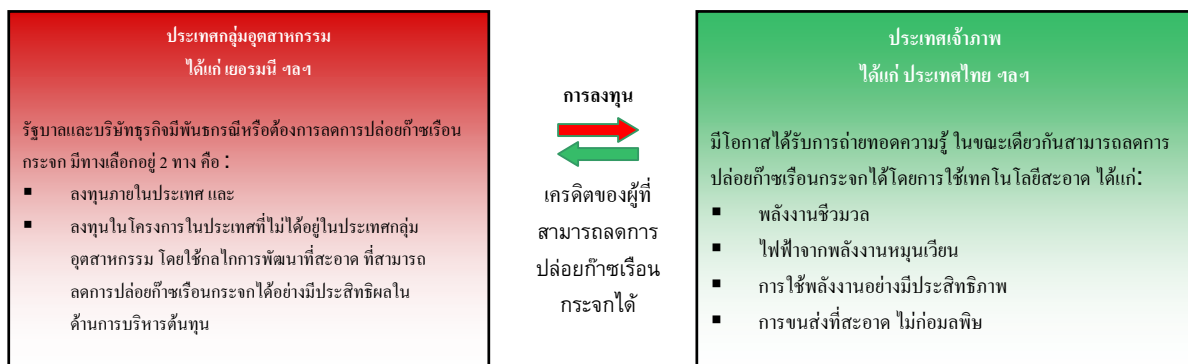 ประเทศกลุ่มอุตสาหกรรม
ได้แก่ เยอรมนี ฯลฯ
รัฐบาลและบริษัทธุรกิจมีพันธกรณีหรือต้องการลดการปล่อยก๊าซเรือน
กระจก มีทางเลือกอยู่ 2 ทาง คือ :
▪ ลงทุนภายในประเทศ และ
▪ ลงทุนในโครงการในประเทศที่ไม่ได้อยู่ในประเทศกลุ่ม
อุตสาหกรรม โดยใช้กลไกการพัฒนาที่สะอาด ที่สามารถ
ลดการปล่อยก๊าซเรือนกระจกได้อย่างมีประสิทธิผลใน
ด้านการบริหารต้นทุน
การลงทุน
เครดิตของผู้ที่
สามารถลดการ
ปล่อยก๊าซเรือน
กระจกได้
ประเทศเจ้าภาพ
ได้แก่ ประเทศไทย ฯลฯ
มีโอกาสได้รับการถ่ายทอดความรู้ ในขณะเดียวกันสามารถลดการ
ปล่อยก๊าซเรือนกระจกได้โดยการใช้เทคโนโลยีสะอาด ได้แก่:
▪ พลังงานชีวมวล
▪ ไฟฟ้าจากพลังงานหมุนเวียน
▪ การใช้พลังงานอย่างมีประสิทธิภาพ
▪ การขนส่งที่สะอาด ไม่ก่อมลพิษ